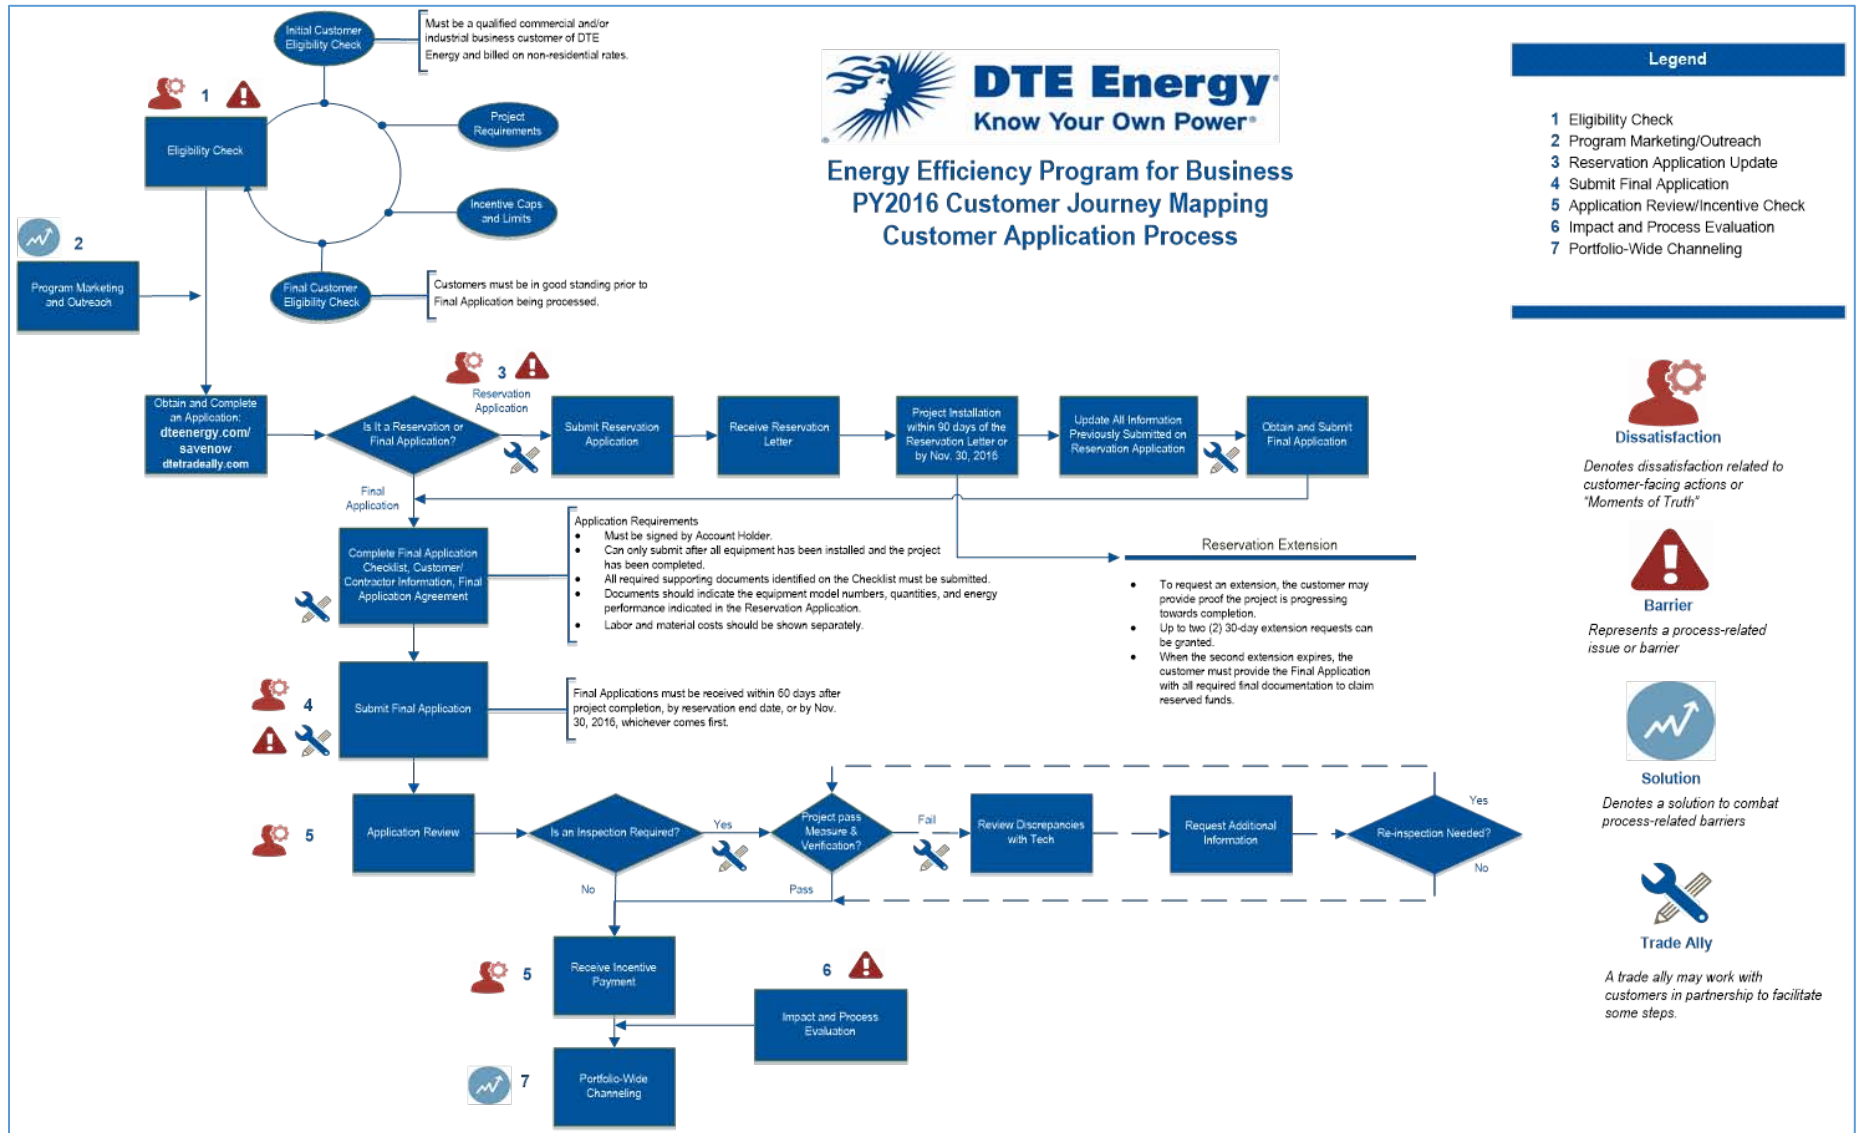 Initial Customer
Eligibility Check
Must be a qualified commercial and/or
industrial business customer of DTE
Energy and billed on non-residential rates.
1
Eligibility Check
Project
Requirements
Incentive Caps
and Limits
Final Customer
Eligibility Check
Customers must be in good standing prior to
Final Application being processed.
2
Program Marketing
and Outreach
DTE Energy®
Know Your Own Power®
Energy Efficiency Program for Business
PY2016 Customer Journey Mapping
Customer Application Process
Legend
1 Eligibility Check
2 Program Marketing/Outreach
3 Reservation Application Update
4 Submit Final Application
5 Application Review/Incentive Check
6 Impact and Process Evaluation
7 Portfolio-Wide Channeling
Obtain and Complete
an Application:
dteenergy.com/
savenow
dtetradeally.com
Is It a Reservation or
Final Application?
3
Reservation
Application
Submit Reservation
Application
Receive Reservation
Letter
Project Installation
within 90 days of the
Reservation Letter or
by Nov. 30, 2016
Update All Information
Previously Submitted on
Reservation Application
Obtain and Submit
Final Application
Final
Application
Complete Final Application
Checklist, Customer/
Contractor Information, Final
Application Agreement
Application Requirements
• Must be signed by Account Holder.
• Can only submit after all equipment has been installed and the project
has been completed.
• All required supporting documents identified on the Checklist must be submitted.
• Documents should indicate the equipment model numbers, quantities, and energy
performance indicated in the Reservation Application.
• Labor and material costs should be shown separately.
Reservation Extension
• To request an extension, the customer may
provide proof the project is progressing
towards completion.
• Up to two (2) 30-day extension requests can
be granted.
• When the second extension expires, the
customer must provide the Final Application
with all required final documentation to claim
reserved funds.
4
Submit Final Application
Final Applications must be received within 60 days after
project completion, by reservation end date, or by Nov.
30, 2016, whichever comes first.
5
Application Review
Is an Inspection Required?
Yes
No
Project pass
Measure &
Verification?
Fail
Pass
Review Discrepancies
with Tech
Request Additional
Information
Re-inspection Needed?
Yes
No
5
Receive Incentive
Payment
6
Impact and Process
Evaluation
7
Portfolio-Wide
Channeling
Dissatisfaction
Denotes dissatisfaction related to
customer-facing actions or
"Moments of Truth"
Barrier
Represents a process-related
issue or barrier
Solution
Denotes a solution to combat
process-related barriers
Trade Ally
A trade ally may work with
customers in partnership to facilitate
some steps.